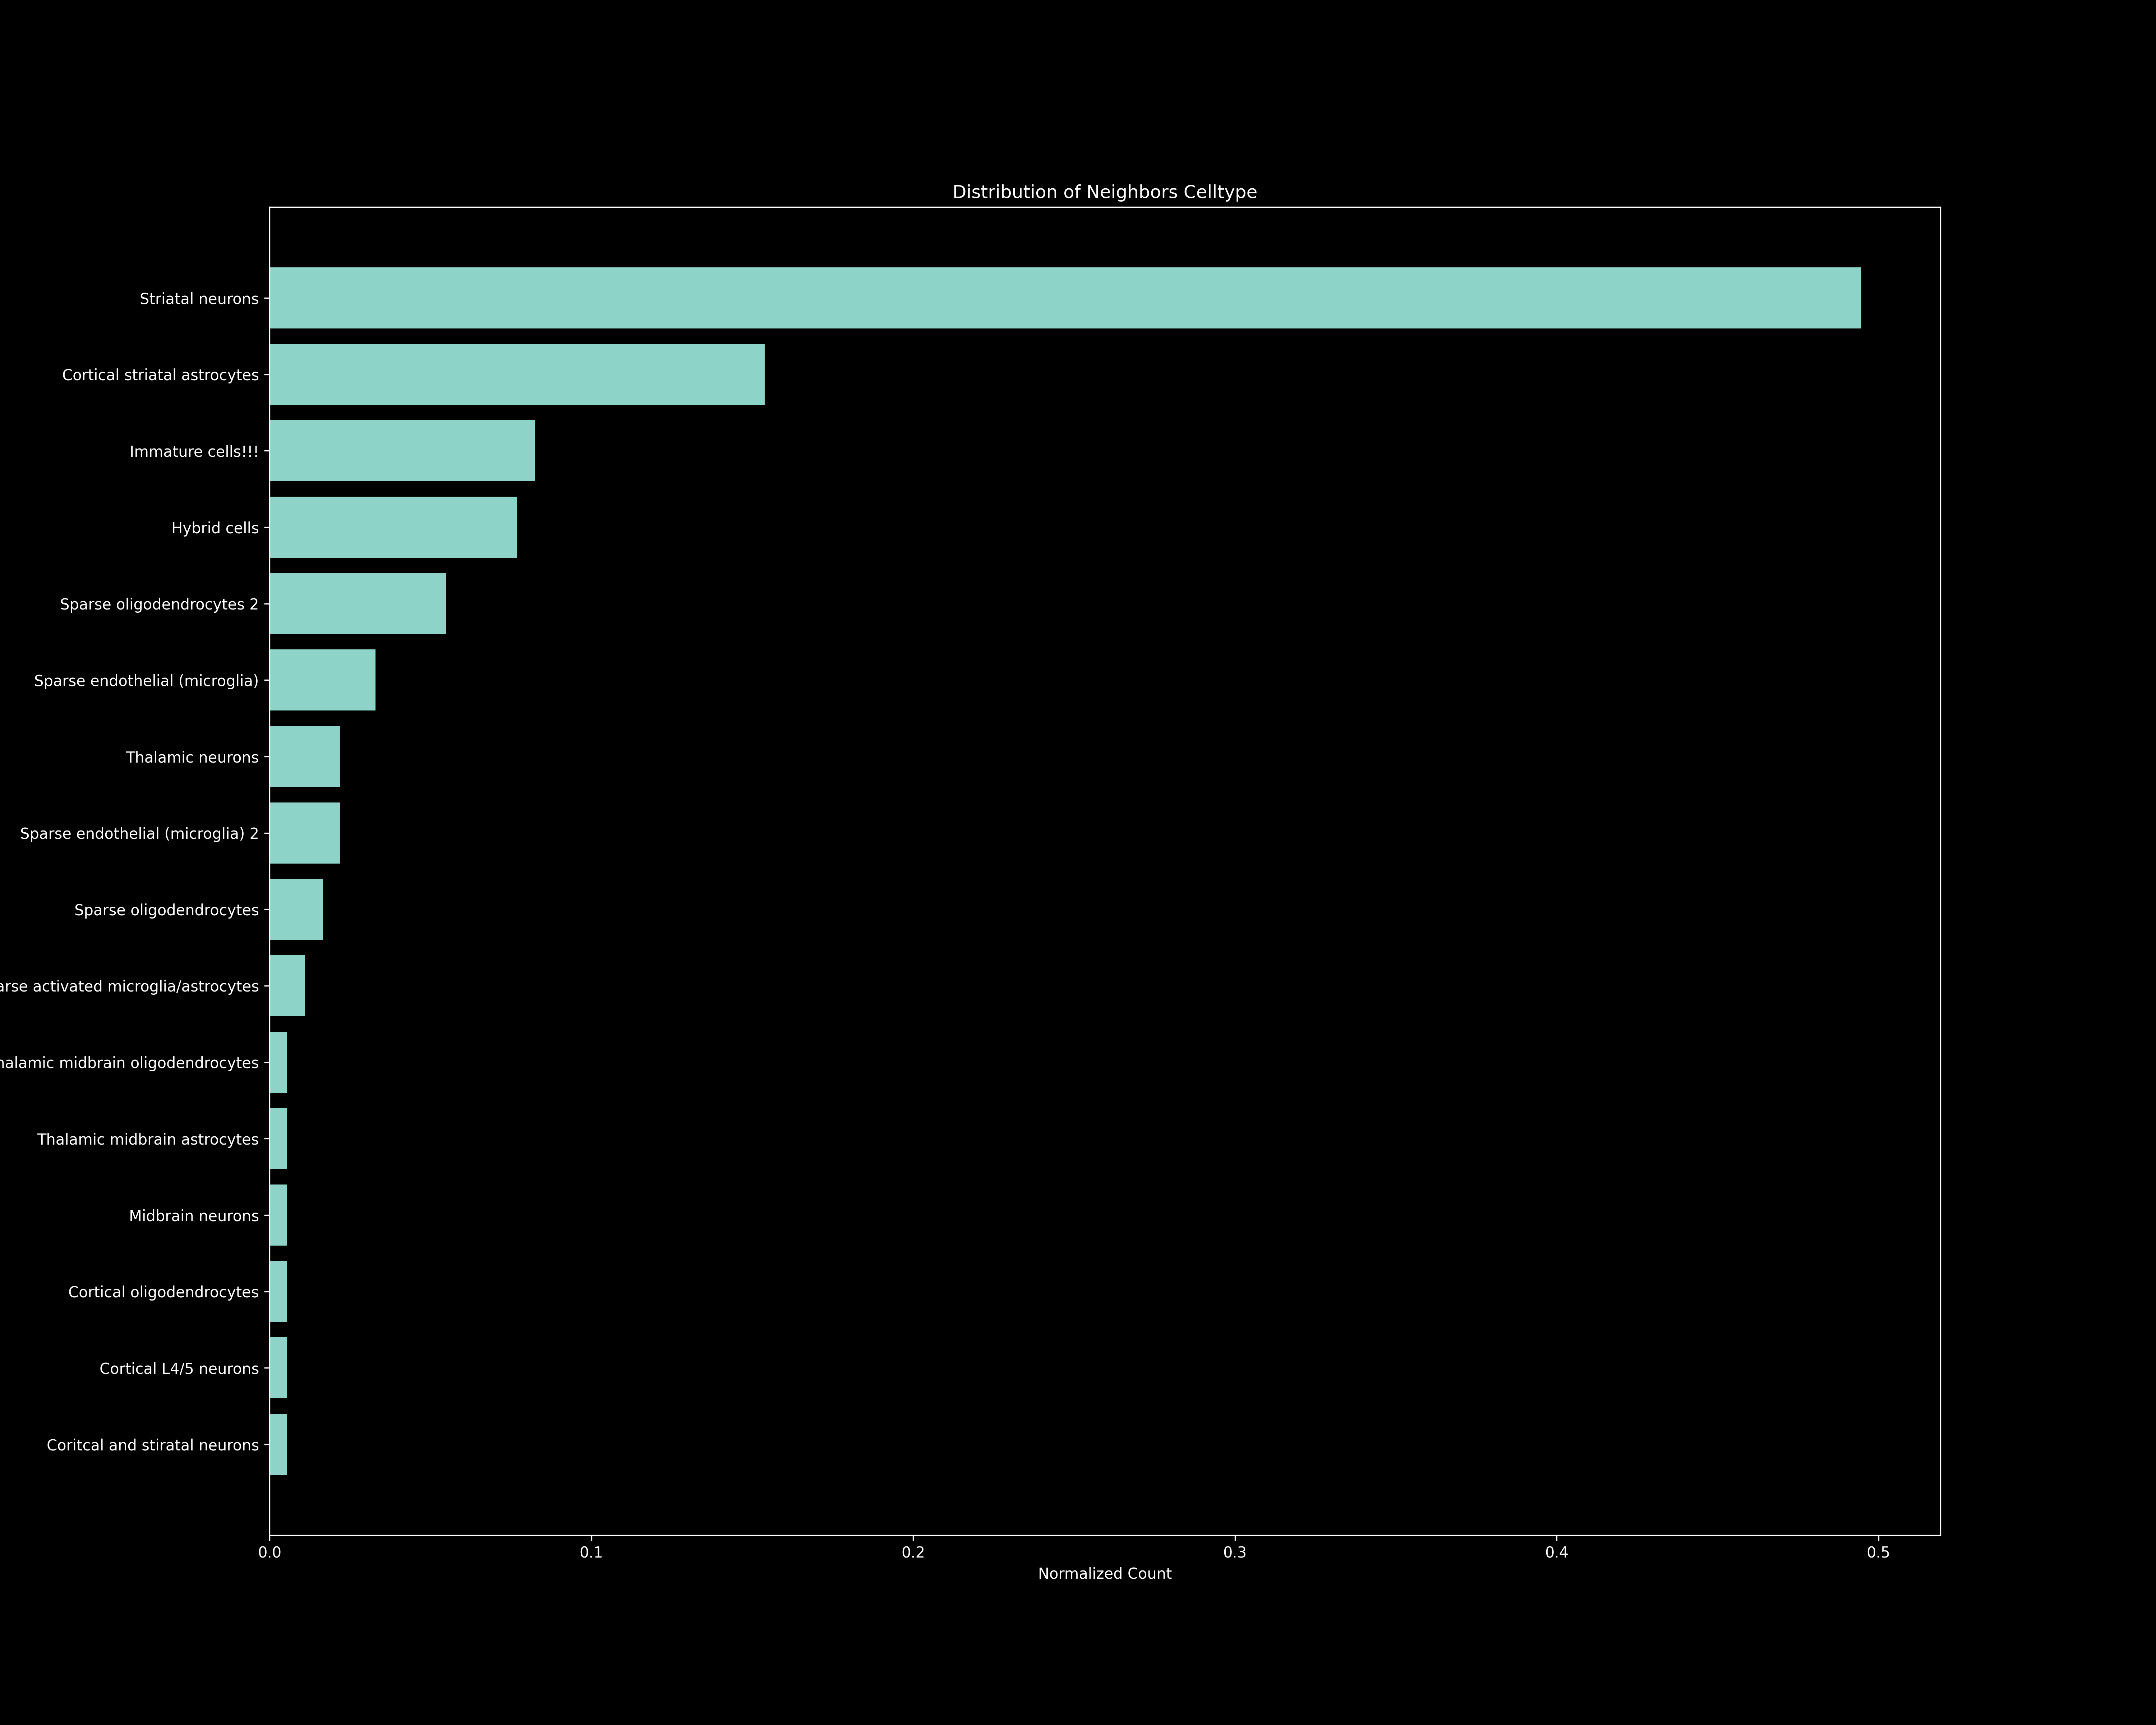 Distribution of Neighbors Celltype
Striatal neurons
Cortical striatal astrocytes
Immature cells!!!
Hybrid cells
Sparse oligodendrocytes 2
Sparse endothelial (microglia)
Thalamic neurons
Sparse endothelial (microglia) 2
Sparse oligodendrocytes
arse activated microglia/astrocytes
halamic midbrain oligodendrocytes
Thalamic midbrain astrocytes
Midbrain neurons
Cortical oligodendrocytes
Cortical L4/5 neurons
Coritcal and stiratal neurons
0.0 0.1 0.2 0.3 0.4 0.5
Normalized Count